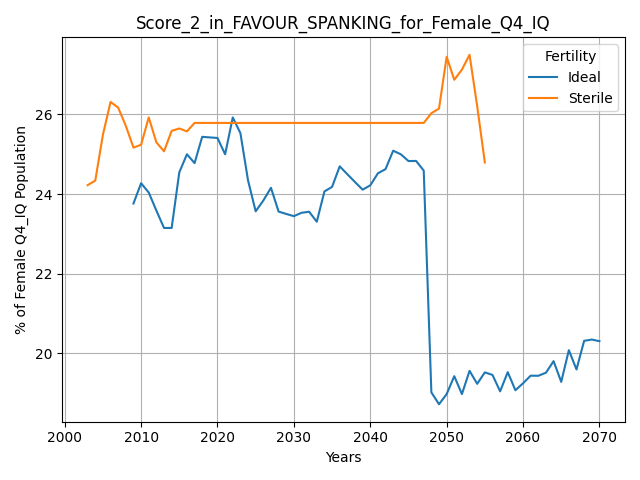 Score_2_in_FAVOUR_SPANKING_for_Female_Q4_IQ
Fertility
Ideal
Sterile
% of Female Q4_IQ Population
26
24
22
20
2000 2010 2020 2030 2040 2050 2060 2070
Years